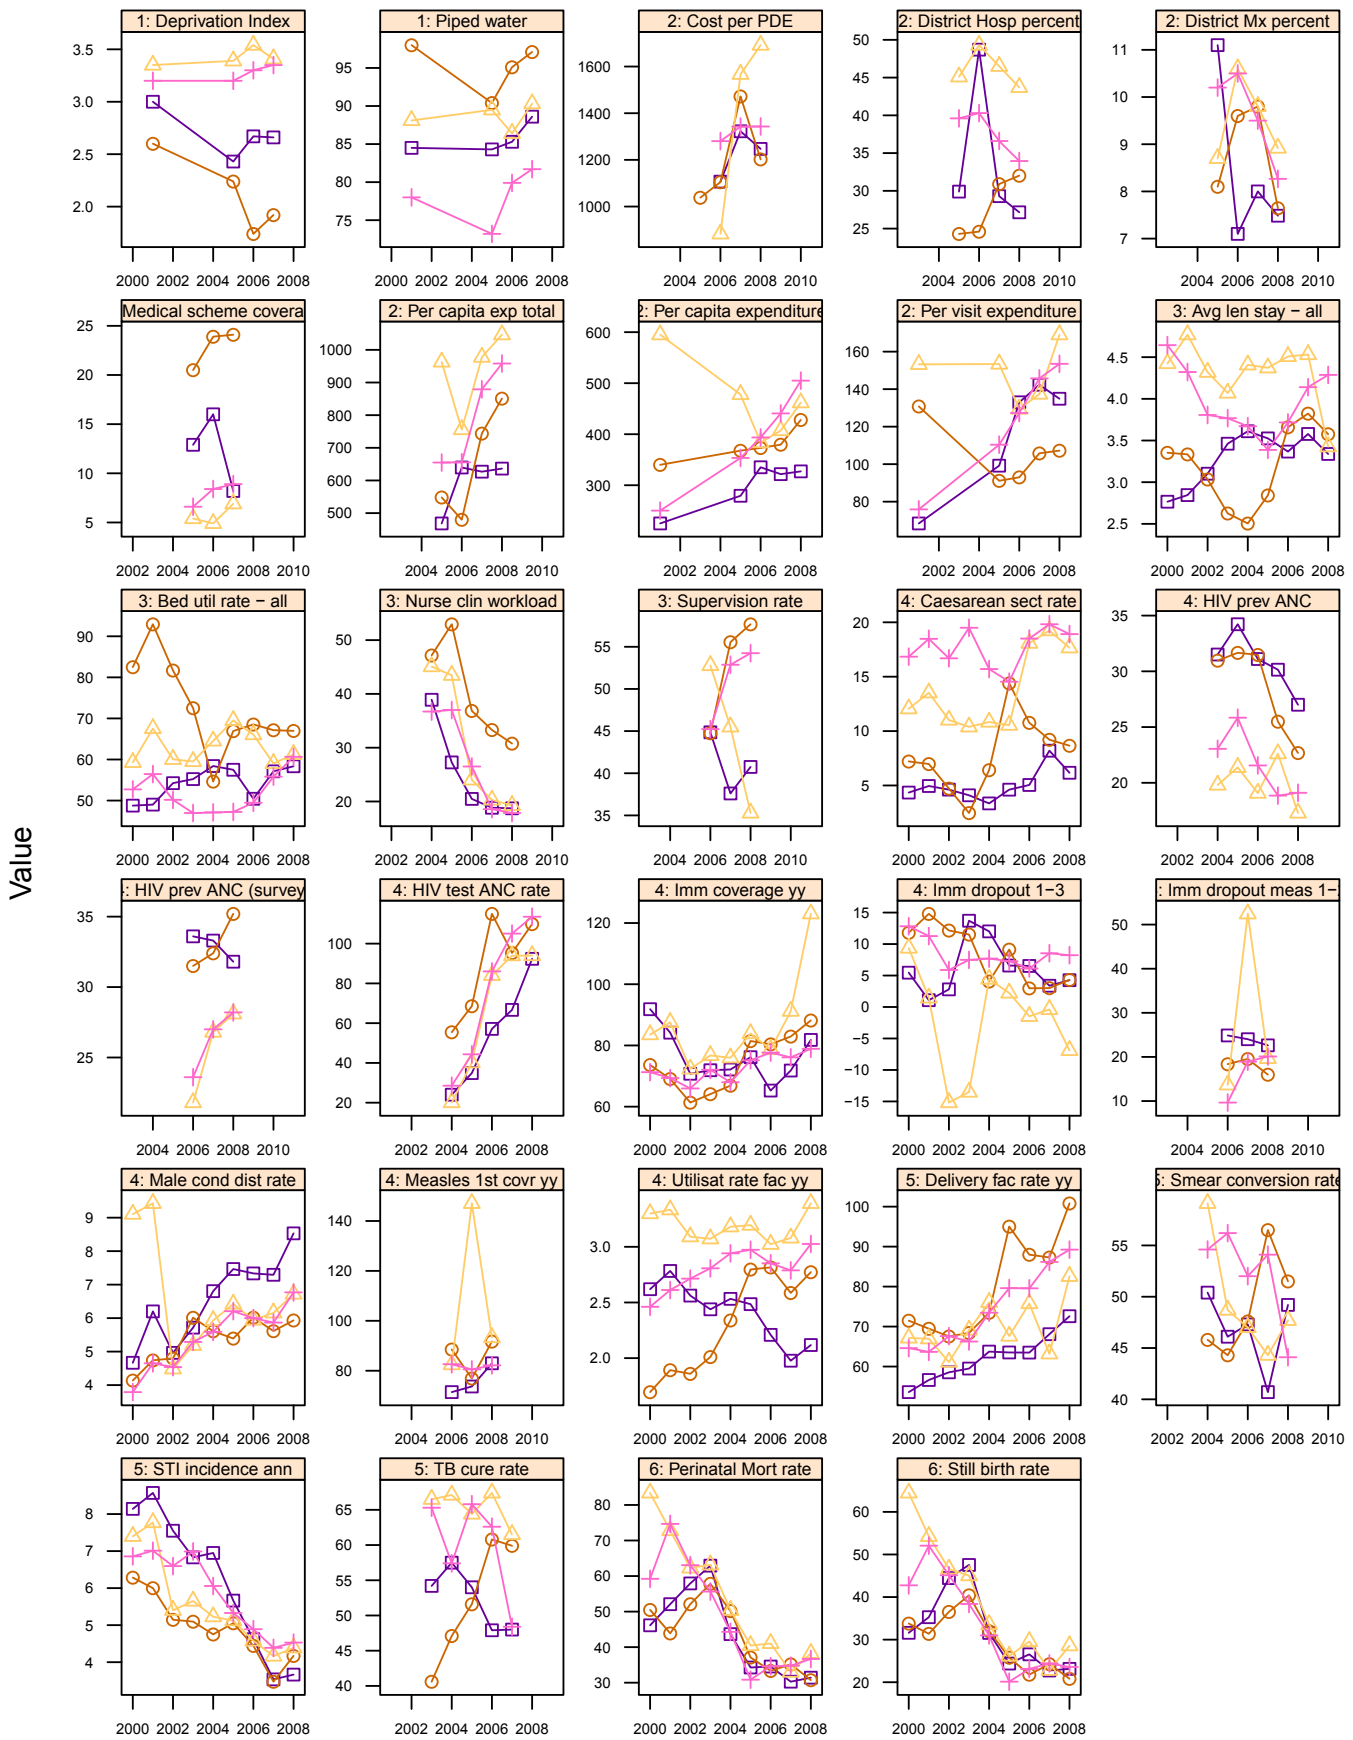 1: Deprivation Index 1: Piped water 2: Cost per PDE 2: District Hosp percent 2: District Mx percent
3.5 3.0 2.5 2.0
95 90 85 80 75
1600 1400 1200 1000
50 45 40 35 30 25
11 10 9 8 7
2000 2002 2004 2006 2008 2000 2002 2004 2006 2008 2004 2006 2008 2010 2004 2006 2008 2010 2004 2006 2008 2010
Medical scheme covera 2: Per capita exp total 2: Per capita expenditure 2: Per visit expenditure 3: Avg len stay − all
25 20 15 10 5
1000 900 800 700 600 500
600 500 400 300
160 140 120 100 80
4.5 4.0 3.5 3.0 2.5
2002 2004 2006 2008 2010 2004 2006 2008 2010 2002 2004 2006 2008 2002 2004 2006 2008 2000 2002 2004 2006 2008
3: Bed util rate − all 3: Nurse clin workload 3: Supervision rate 4: Caesarean sect rate 4: HIV prev ANC
90 80 70 60 50
50 40 30 20
55 50 45 40 35
20 15 10 5
35 30 25 20
2000 2002 2004 2006 2008 2002 2004 2006 2008 2010 2004 2006 2008 2010 2000 2002 2004 2006 2008 2002 2004 2006 2008
Value
: HIV prev ANC (survey 4: HIV test ANC rate 4: Imm coverage yy 4: Imm dropout 1−3 : Imm dropout meas 1−
35 30 25
100 80 60 40 20
120 100 80 60
15 10 5 0 −5 −10 −15
50 40 30 20 10
2004 2006 2008 2010 2002 2004 2006 2008 2000 2002 2004 2006 2008 2000 2002 2004 2006 2008 2004 2006 2008 2010
4: Male cond dist rate 4: Measles 1st covr yy 4: Utilisat rate fac yy 5: Delivery fac rate yy 5: Smear conversion rate
9 8 7 6 5 4
140 120 100 80
3.0 2.5 2.0
100 90 80 70 60
55 50 45 40
2000 2002 2004 2006 2008 2004 2006 2008 2010 2000 2002 2004 2006 2008 2000 2002 2004 2006 2008 2002 2004 2006 2008 2010
5: STI incidence ann 5: TB cure rate 6: Perinatal Mort rate 6: Still birth rate
8 7 6 5 4
65 60 55 50 45 40
80 70 60 50 40 30
60 50 40 30 20
2000 2002 2004 2006 2008 2002 2004 2006 2008 2000 2002 2004 2006 2008 2000 2002 2004 2006 2008